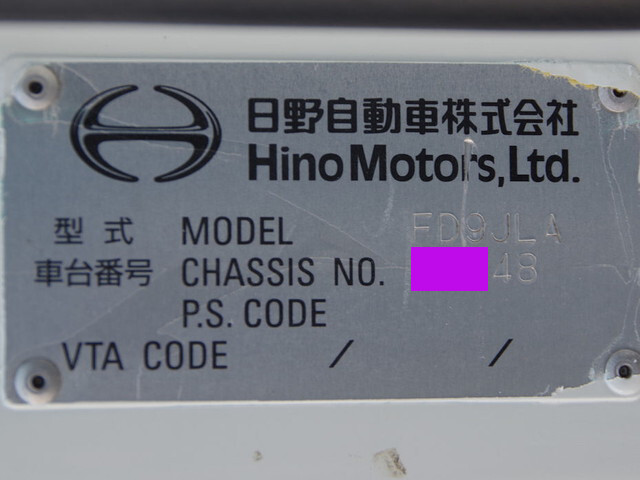 日野自動車株式会社
Hino Motors,Ltd.
型式 MODEL FD9JLA
車台番号 CHASSIS NO. 48
P.S. CODE
VTA CODE / /